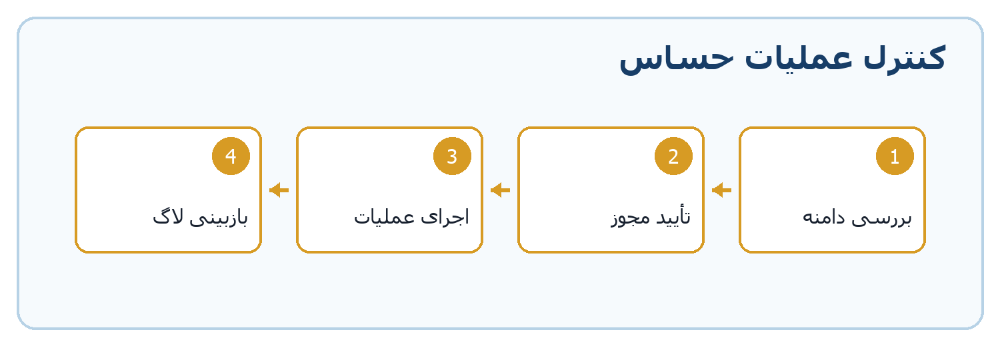 کنترل عملیات حساس
1
بررسی دامنه
2
تأیید مجوز
3
اجرای عملیات
4
بازبینی لاگ